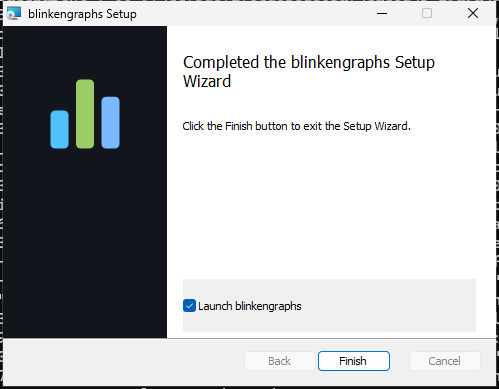 blinkengraphs Setup
Completed the blinkengraphs Setup
Wizard
Click the Finish button to exit the Setup Wizard.
Launch blinkengraphs
Back
Finish
Cancel